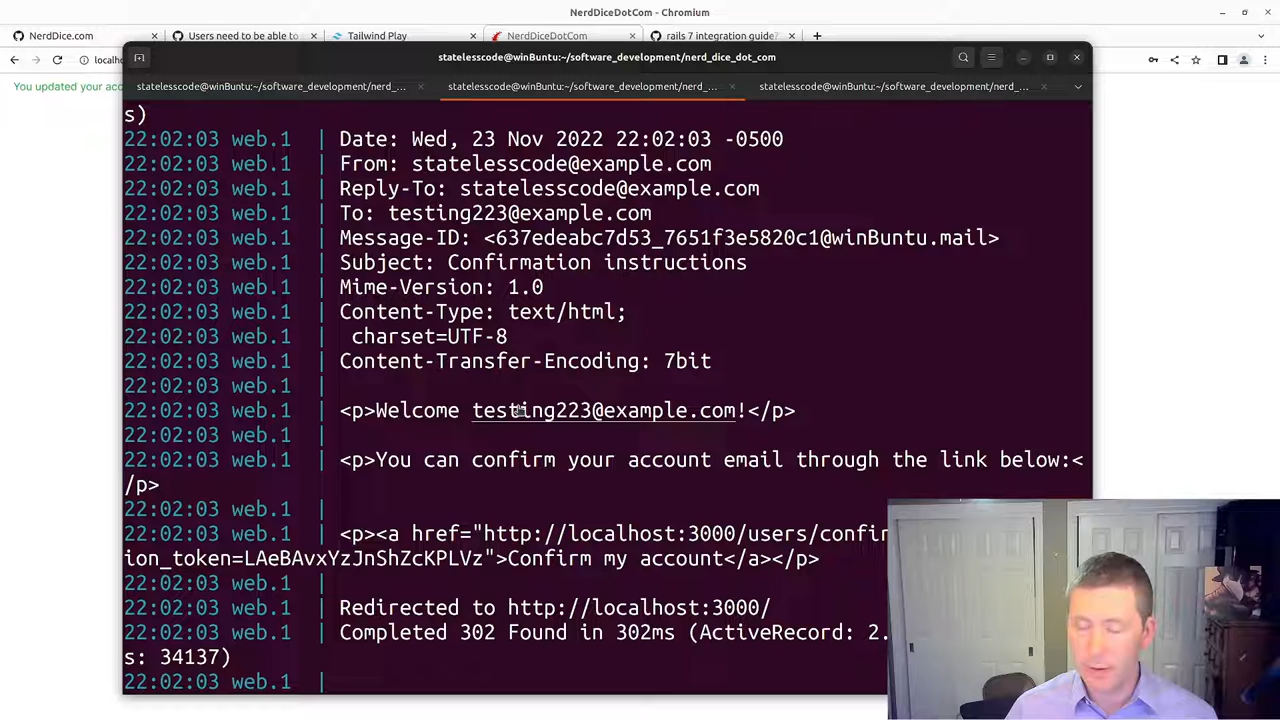 NerdDiceDotCom - Chromium
NerdDice.com
Users need to be able to
Tailwind Play
NerdDiceDotCom
rails 7 integration guide?
localh
You updated your acc
statelesscode@winBuntu:~/software_development/nerd_dice_dot_com
statelesscode@winBuntu:~/software_development/nerd_...
statelesscode@winBuntu:~/software_development/nerd_...
statelesscode@winBuntu:~/software_development/nerd_...
s)
22:02:03 web.1 | Date: Wed, 23 Nov 2022 22:02:03 -0500
22:02:03 web.1 | From: statelesscode@example.com
22:02:03 web.1 | Reply-To: statelesscode@example.com
22:02:03 web.1 | To: testing223@example.com
22:02:03 web.1 | Message-ID: <637edeabc7d53_7651f3e5820c1@winBuntu.mail>
22:02:03 web.1 | Subject: Confirmation instructions
22:02:03 web.1 | Mime-Version: 1.0
22:02:03 web.1 | Content-Type: text/html;
22:02:03 web.1 |  charset=UTF-8
22:02:03 web.1 | Content-Transfer-Encoding: 7bit
22:02:03 web.1 |
22:02:03 web.1 | <p>Welcome testing223@example.com!</p>
22:02:03 web.1 |
22:02:03 web.1 | <p>You can confirm your account email through the link below:<
/p>
22:02:03 web.1 |
22:02:03 web.1 | <p><a href="http://localhost:3000/users/confir
ion_token=LAeBAvxYzJnShZcKPLVz">Confirm my account</a></p>
22:02:03 web.1 |
22:02:03 web.1 | Redirected to http://localhost:3000/
22:02:03 web.1 | Completed 302 Found in 302ms (ActiveRecord: 2.
s: 34137)
22:02:03 web.1 |